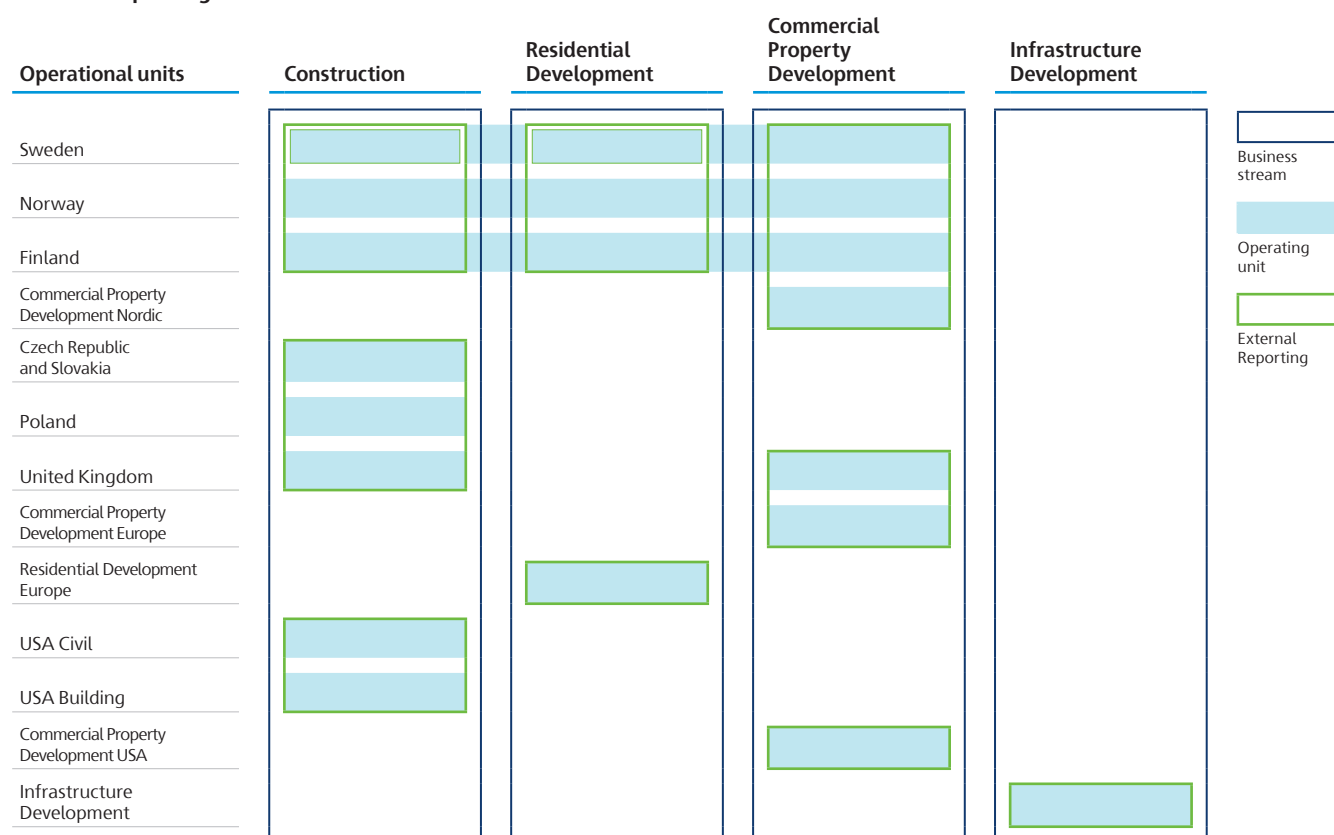 Commercial
Residential
Property
Infrastructure
Operational units
Construction
Development
Development
Development
Sweden
Norway
Finland
Commercial Property
Development Nordic
Czech Republic
and Slovakia
Poland
United Kingdom
Commercial Property
Development Europe
Residential Development
Europe
USA Civil
USA Building
Commercial Property
Development USA
Infrastructure
Development
Business
stream
Operating
unit
External
Reporting